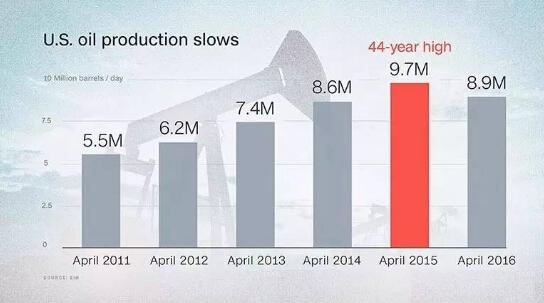 U.S. oil production slows
44-year high
10 Million barrels / day
5.5M
6.2M
7.4M
8.6M
9.7M
8.9M
7.5
5
2.5
0
April 2011 April 2012 April 2013 April 2014 April 2015 April 2016
SOURCE: EIA